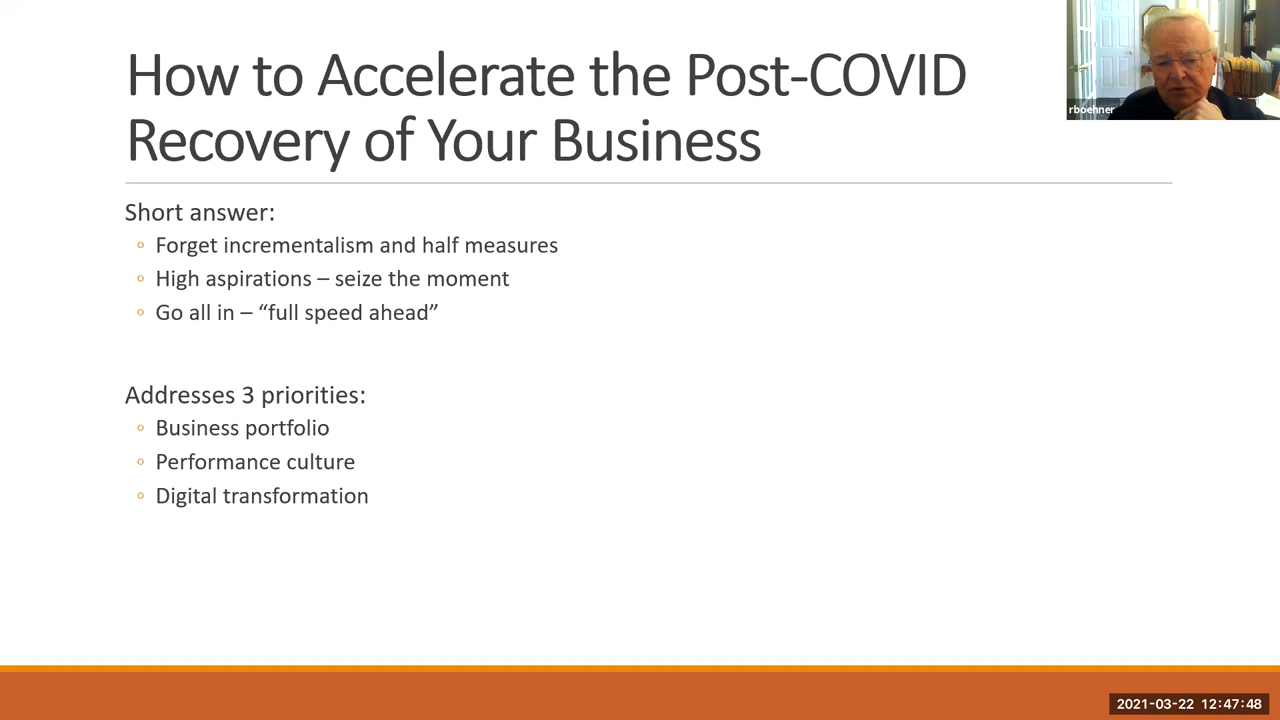 How to Accelerate the Post-COVID
Recovery of Your Business
rboehner
Short answer:
◦ Forget incrementalism and half measures
◦ High aspirations – seize the moment
◦ Go all in – “full speed ahead”
Addresses 3 priorities:
◦ Business portfolio
◦ Performance culture
◦ Digital transformation
2021-03-22 12:47:48